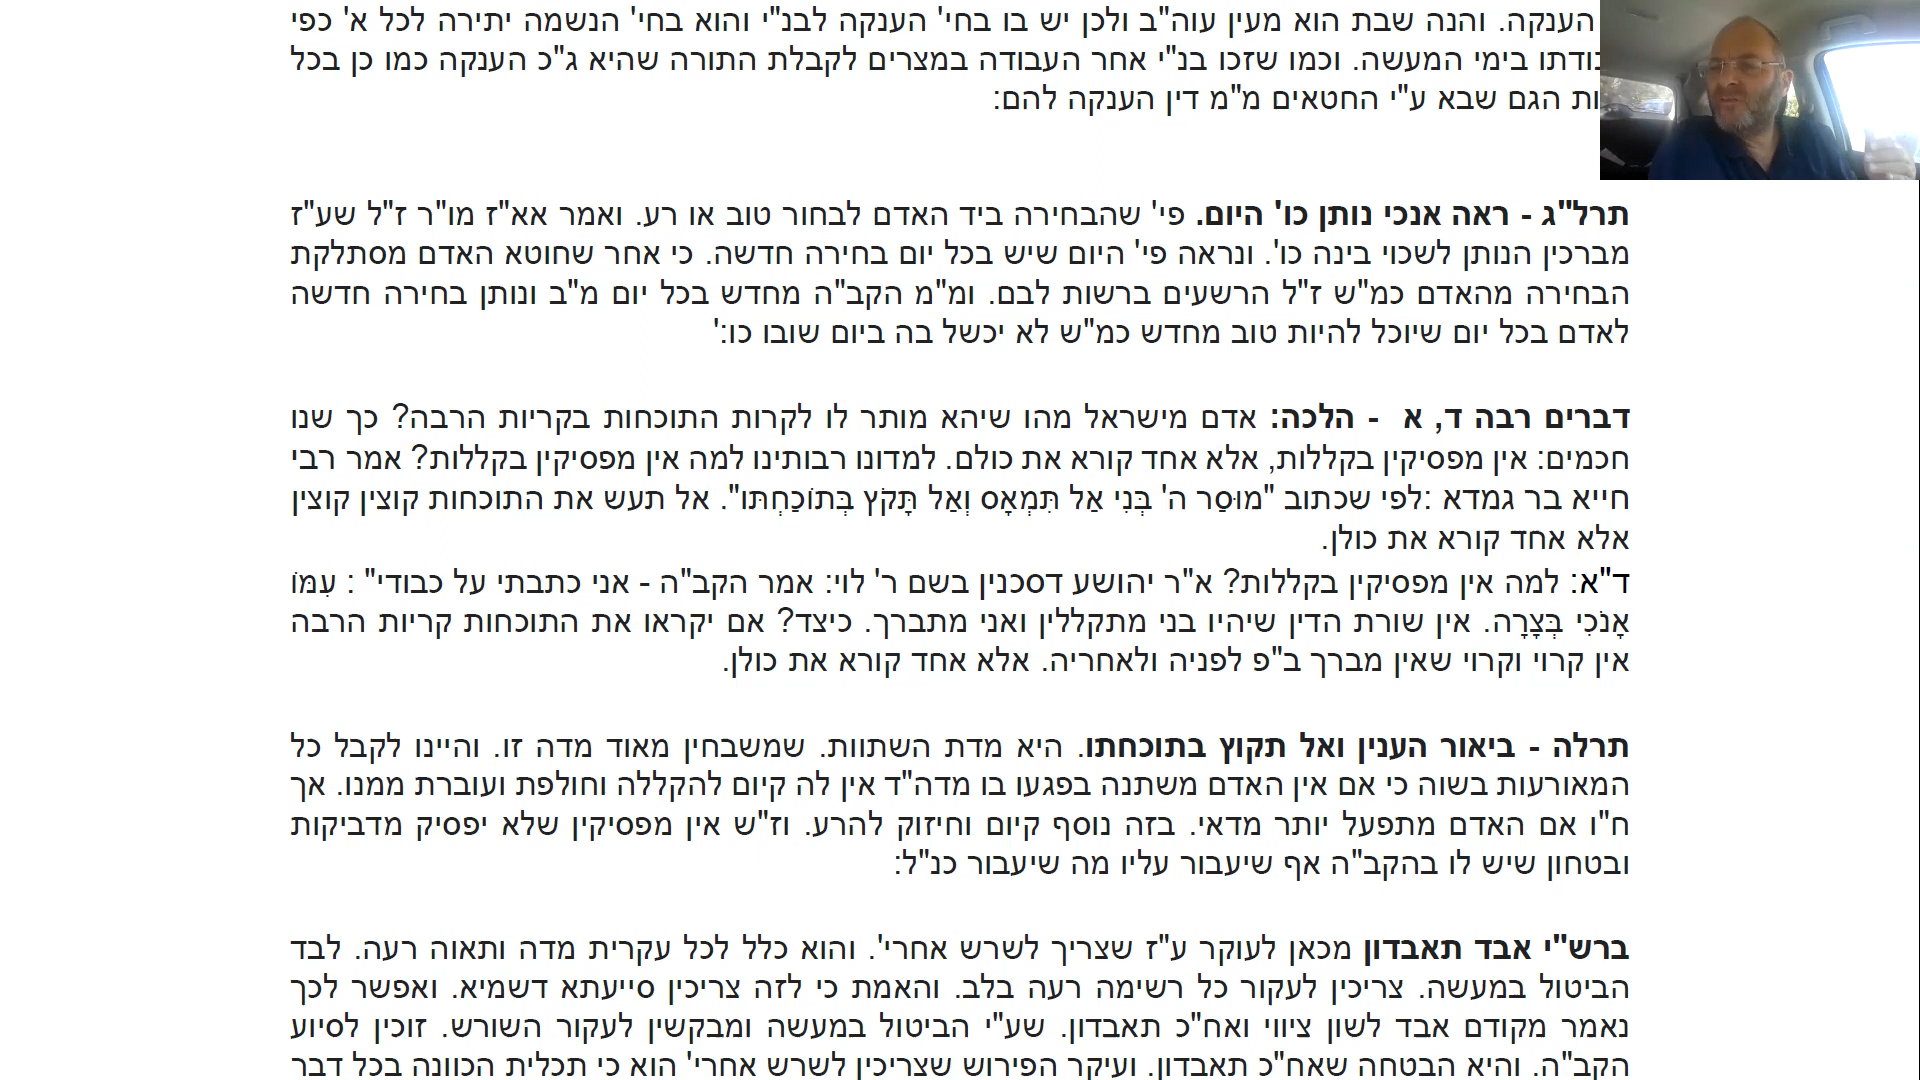 הענקה. והנה שבת הוא מעין עוה"ב ולכן יש בו בחי' הענקה לבנ"י והוא בחי' הנשמה יתירה לכל א' כפי
בודתו בימי המעשה. וכמו שזכו בנ"י אחר העבודה במצרים לקבלת התורה שהיא ג"כ הענקה כמו כן בכל
ות הגם שבא ע"י החטאים מ"מ דין הענקה להם:
תרל"ג - ראה אנכי נותן כו' היום. פי' שהבחירה ביד האדם לבחור טוב או רע. ואמר אא"ז מו"ר ז"ל שע"ז
מברכין הנותן לשכוי בינה כו'. ונראה פי' היום שיש בכל יום בחירה חדשה. כי אחר שחוטא האדם מסתלקת
הבחירה מהאדם כמ"ש ז"ל הרשעים ברשות לבם. ומ"מ הקב"ה מחדש בכל יום מ"ב ונותן בחירה חדשה
לאדם בכל יום שיוכל להיות טוב מחדש כמ"ש לא יכשל בה ביום שובו כו':
דברים רבה ד, א - הלכה: אדם מישראל מהו שיהא מותר לו לקרות התוכחות בקריות הרבה? כך שנו
חכמים: אין מפסיקין בקללות, אלא אחד קורא את כולם. למדונו רבותינו למה אין מפסיקין בקללות? אמר רבי
חייא בר גמדא :לפי שכתוב "מוּסַר ה' בְּנִי אַל תִּמְאָס וְאַל תָּקֹץ בְּתוֹכַחְתּוֹ". אל תעש את התוכחות קוצין קוצין
אלא אחד קורא את כולן.
ד"א: למה אין מפסיקין בקללות? א"ר יהושע דסכנין בשם ר' לוי: אמר הקב"ה - אני כתבתי על כבודי" : עִמּוֹ
אָנֹכִי בְּצָרָה. אין שורת הדין שיהיו בני מתקללין ואני מתברך. כיצד? אם יקראו את התוכחות קריות הרבה
אין קרוי וקרוי שאין מברך ב"פ לפניה ולאחריה. אלא אחד קורא את כולן.
תרלה - ביאור הענין ואל תקוץ בתוכחתו. היא מדת השתוות. שמשבחין מאוד מדה זו. והיינו לקבל כל
המאורעות בשוה כי אם אין האדם משתנה בפגעו בו מדה"ד אין לה קיום להקללה וחולפת ועוברת ממנו. אך
ח"ו אם האדם מתפעל יותר מדאי. בזה נוסף קיום וחיזוק להרע. וז"ש אין מפסיקין שלא יפסיק מדביקות
ובטחון שיש לו בהקב"ה אף שיעבור עליו מה שיעבור כנ"ל:
ברש"י אבד תאבדון מכאן לעוקר ע"ז שצריך לשרש אחרי'. והוא כלל לכל עקרית מדה ותאוה רעה. לבד
הביטול במעשה. צריכין לעקור כל רשימה רעה בלב. והאמת כי לזה צריכין סייעתא דשמיא. ואפשר לכך
נאמר מקודם אבד לשון ציווי ואח"כ תאבדון. שע"י הביטול במעשה ומבקשין לעקור השורש. זוכין לסיוע
הקב"ה. והיא הבטחה שאח"כ תאבדון. ועיקר הפירוש שצריכין לשרש אחרי' הוא כי תכלית הכוונה בכל דבר